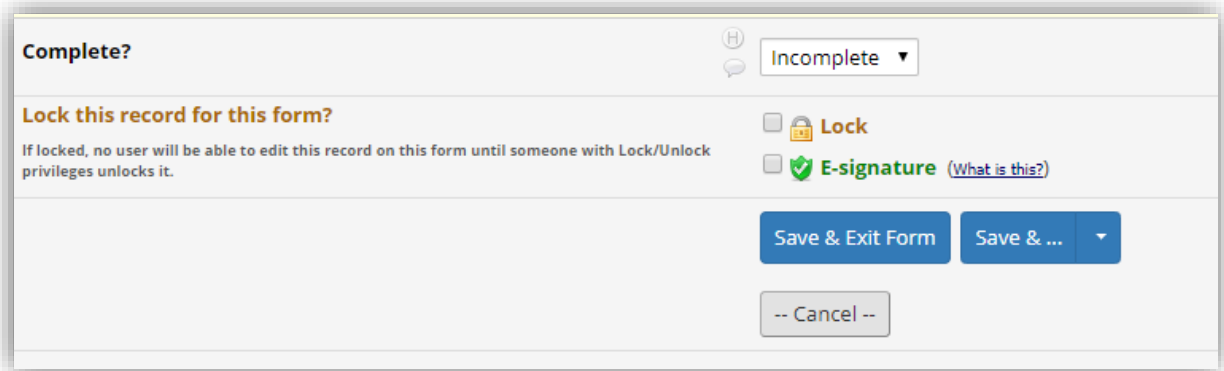 Complete?
H
Incomplete
Lock this record for this form?
If locked, no user will be able to edit this record on this form until someone with Lock/Unlock
privileges unlocks it.
Lock
E-signature (What is this?)
Save & Exit Form
Save & ...
-- Cancel --